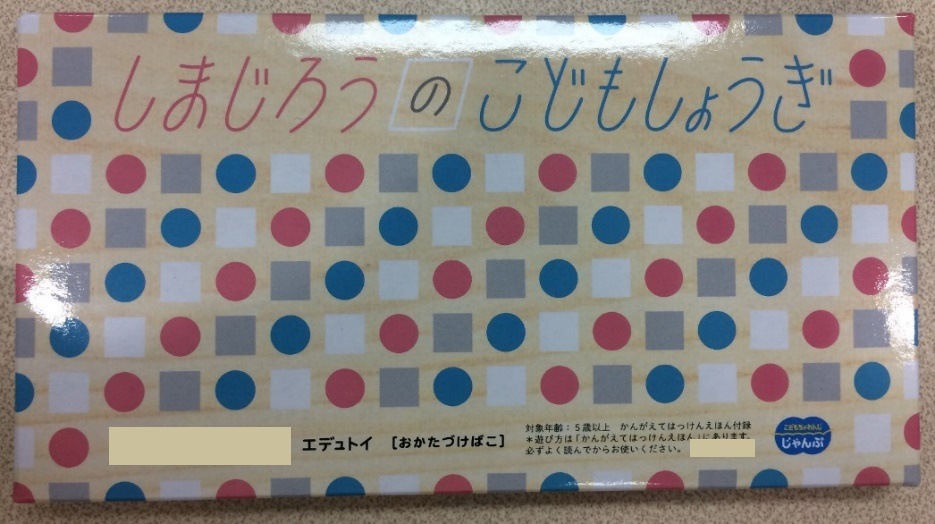 しまじろうのこどもしょうぎ
エデュトイ [おかたづけばこ]
対象年齢：5歳以上 かんがえてはっけんえほん付録
＊遊び方は「かんがえてはっけんえほん」にあります。
必ずよく読んでからお使いください。
こどもちゃれんじ
じゃんぷ